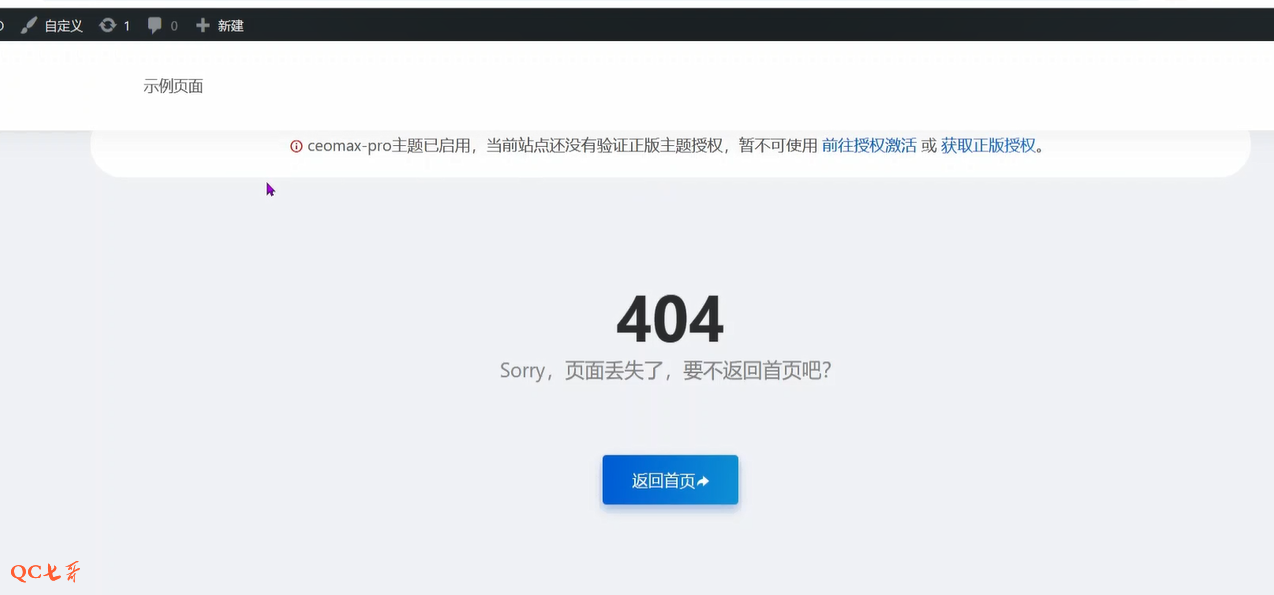 自定义 1 0 新建
示例页面
ceomax-pro主题已启用，当前站点还没有验证正版主题授权，暂不可使用 前往授权激活 或 获取正版授权。
404
Sorry，页面丢失了，要不返回首页吧？
返回首页
QC七哥